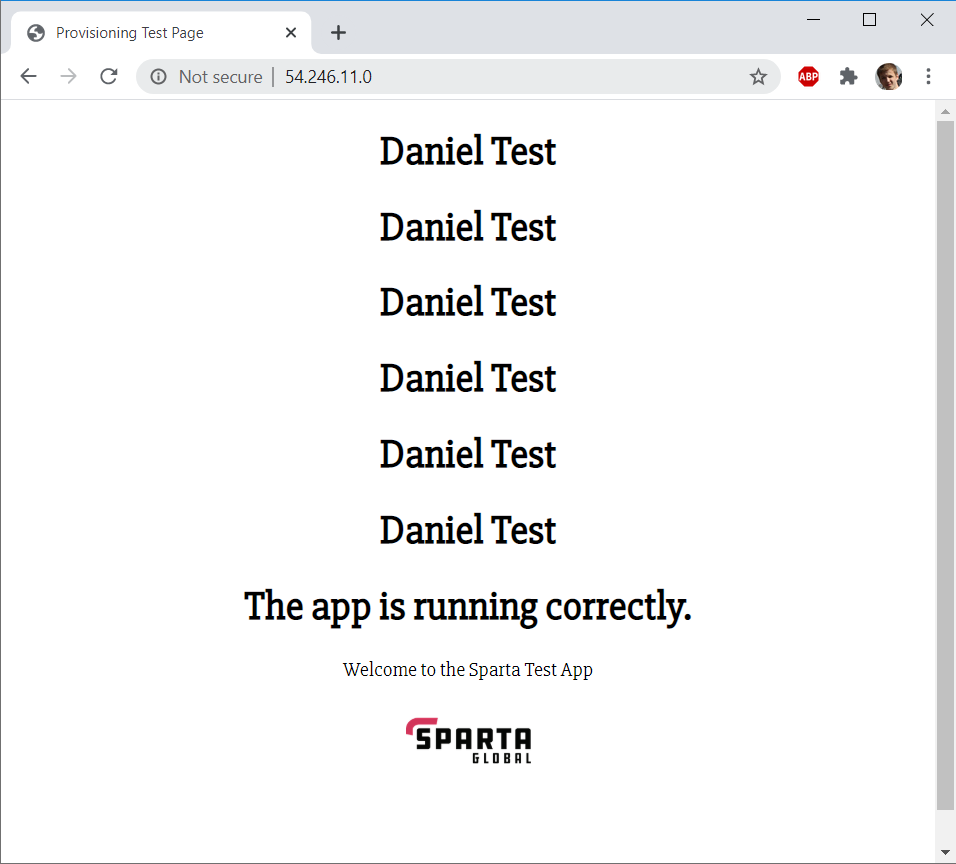 Provisioning Test Page
Not secure | 54.246.11.0
ABP
Daniel Test
Daniel Test
Daniel Test
Daniel Test
Daniel Test
Daniel Test
The app is running correctly.
Welcome to the Sparta Test App
SPARTA
GLOBAL